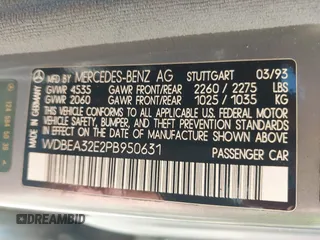 MFD. BY MERCEDES-BENZ AG STUTTGART 03/93
GVWR 4535 GAWR FRONT/REAR 2260 / 2275 LBS
GVWR 2060 GAWR FRONT/REAR 1025 / 1035 KG
THIS VEHICLE CONFORMS TO ALL APPLICABLE U.S. FEDERAL
MOTOR VEHICLE SAFETY, BUMPER, AND THEFT PREVENTION
STANDARDS IN EFFECT ON THE DATE OF MANUFACTURE
SHOWN ABOVE.
WDBEA32E2PB950631
PASSENGER CAR
MADE IN GERMANY
DREAMBID